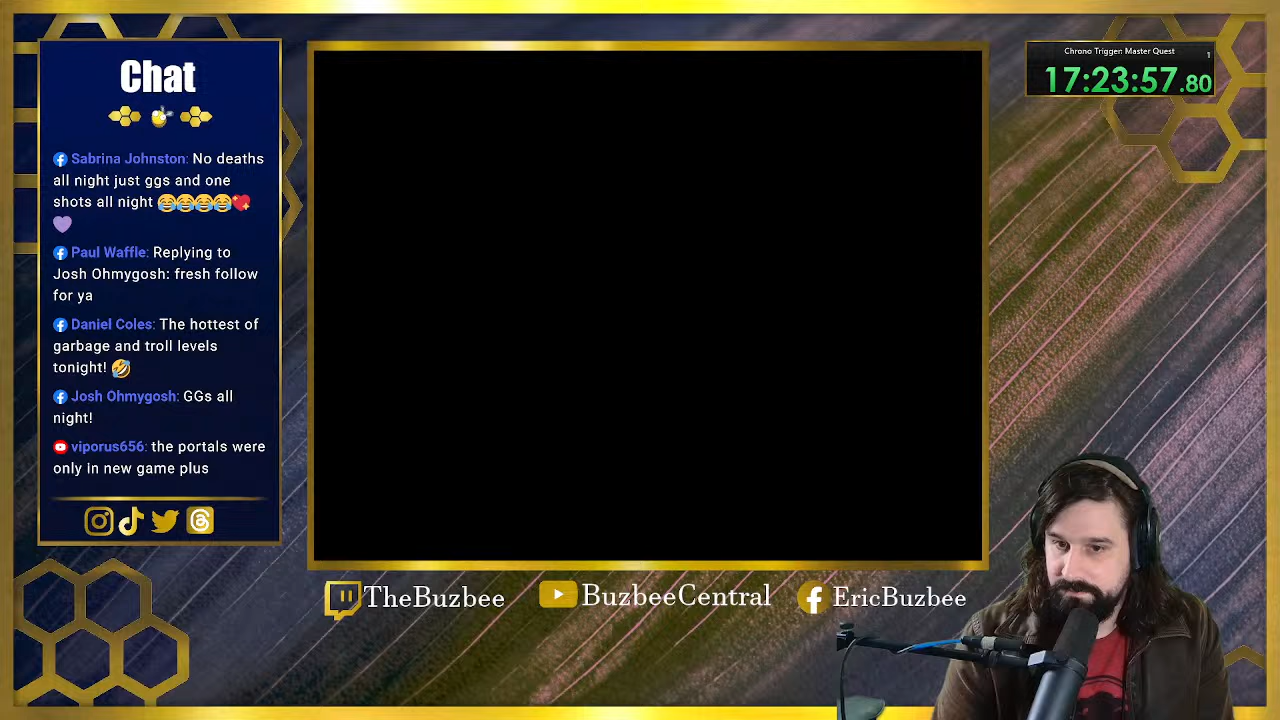 Chat
Sabrina Johnston: No deaths
all night just ggs and one
shots all night 😂😂😂😂💖
💜
Paul Waffle: Replying to
Josh Ohmygosh: fresh follow
for ya
Daniel Coles: The hottest of
garbage and troll levels
tonight! 🤣
Josh Ohmygosh: GGs all
night!
viporus656: the portals were
only in new game plus
Chrono Trigger: Master Quest
1
17:23:57.80
TheBuzbee
BuzbeeCentral
EricBuzbee